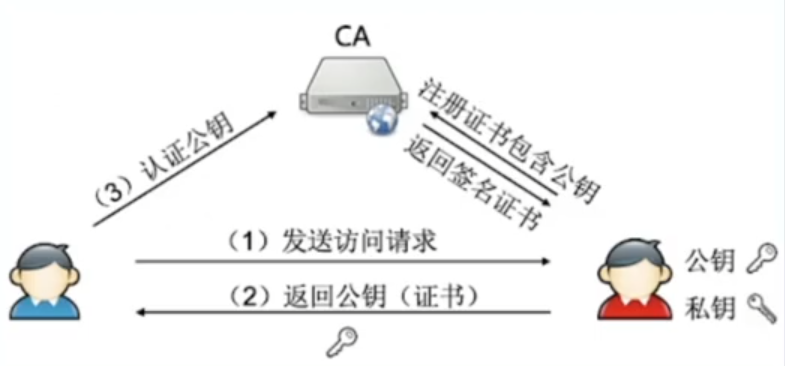 CA
注册证书包含公钥
返回签名证书
（3）认证公钥
（1）发送访问请求
（2）返回公钥（证书）
公钥
私钥